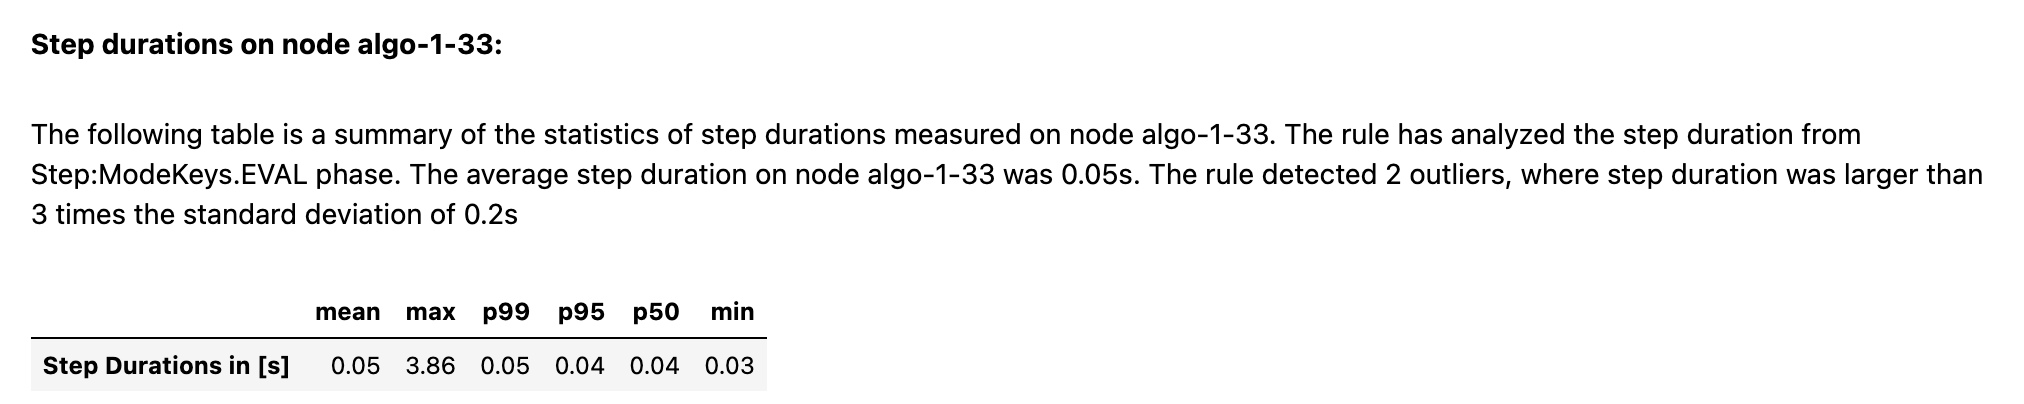 Step durations on node algo-1-33:
The following table is a summary of the statistics of step durations measured on node algo-1-33. The rule has analyzed the step duration from
Step:ModeKeys.EVAL phase. The average step duration on node algo-1-33 was 0.05s. The rule detected 2 outliers, where step duration was larger than
3 times the standard deviation of 0.2s
mean max p99 p95 p50 min
Step Durations in [s] 0.05 3.86 0.05 0.04 0.04 0.03